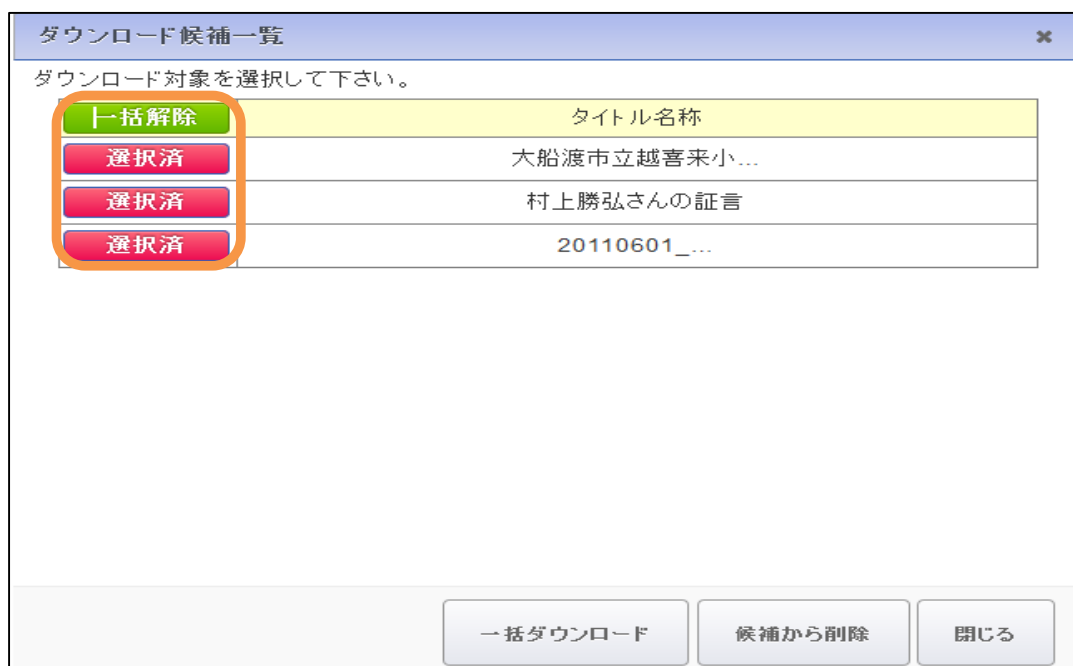 ダウンロード候補一覧
ダウンロード対象を選択して下さい。
一括解除 タイトル名称
選択済 大船渡市立越喜来小...
選択済 村上勝弘さんの証言
選択済 20110601_...
一括ダウンロード 候補から削除 閉じる